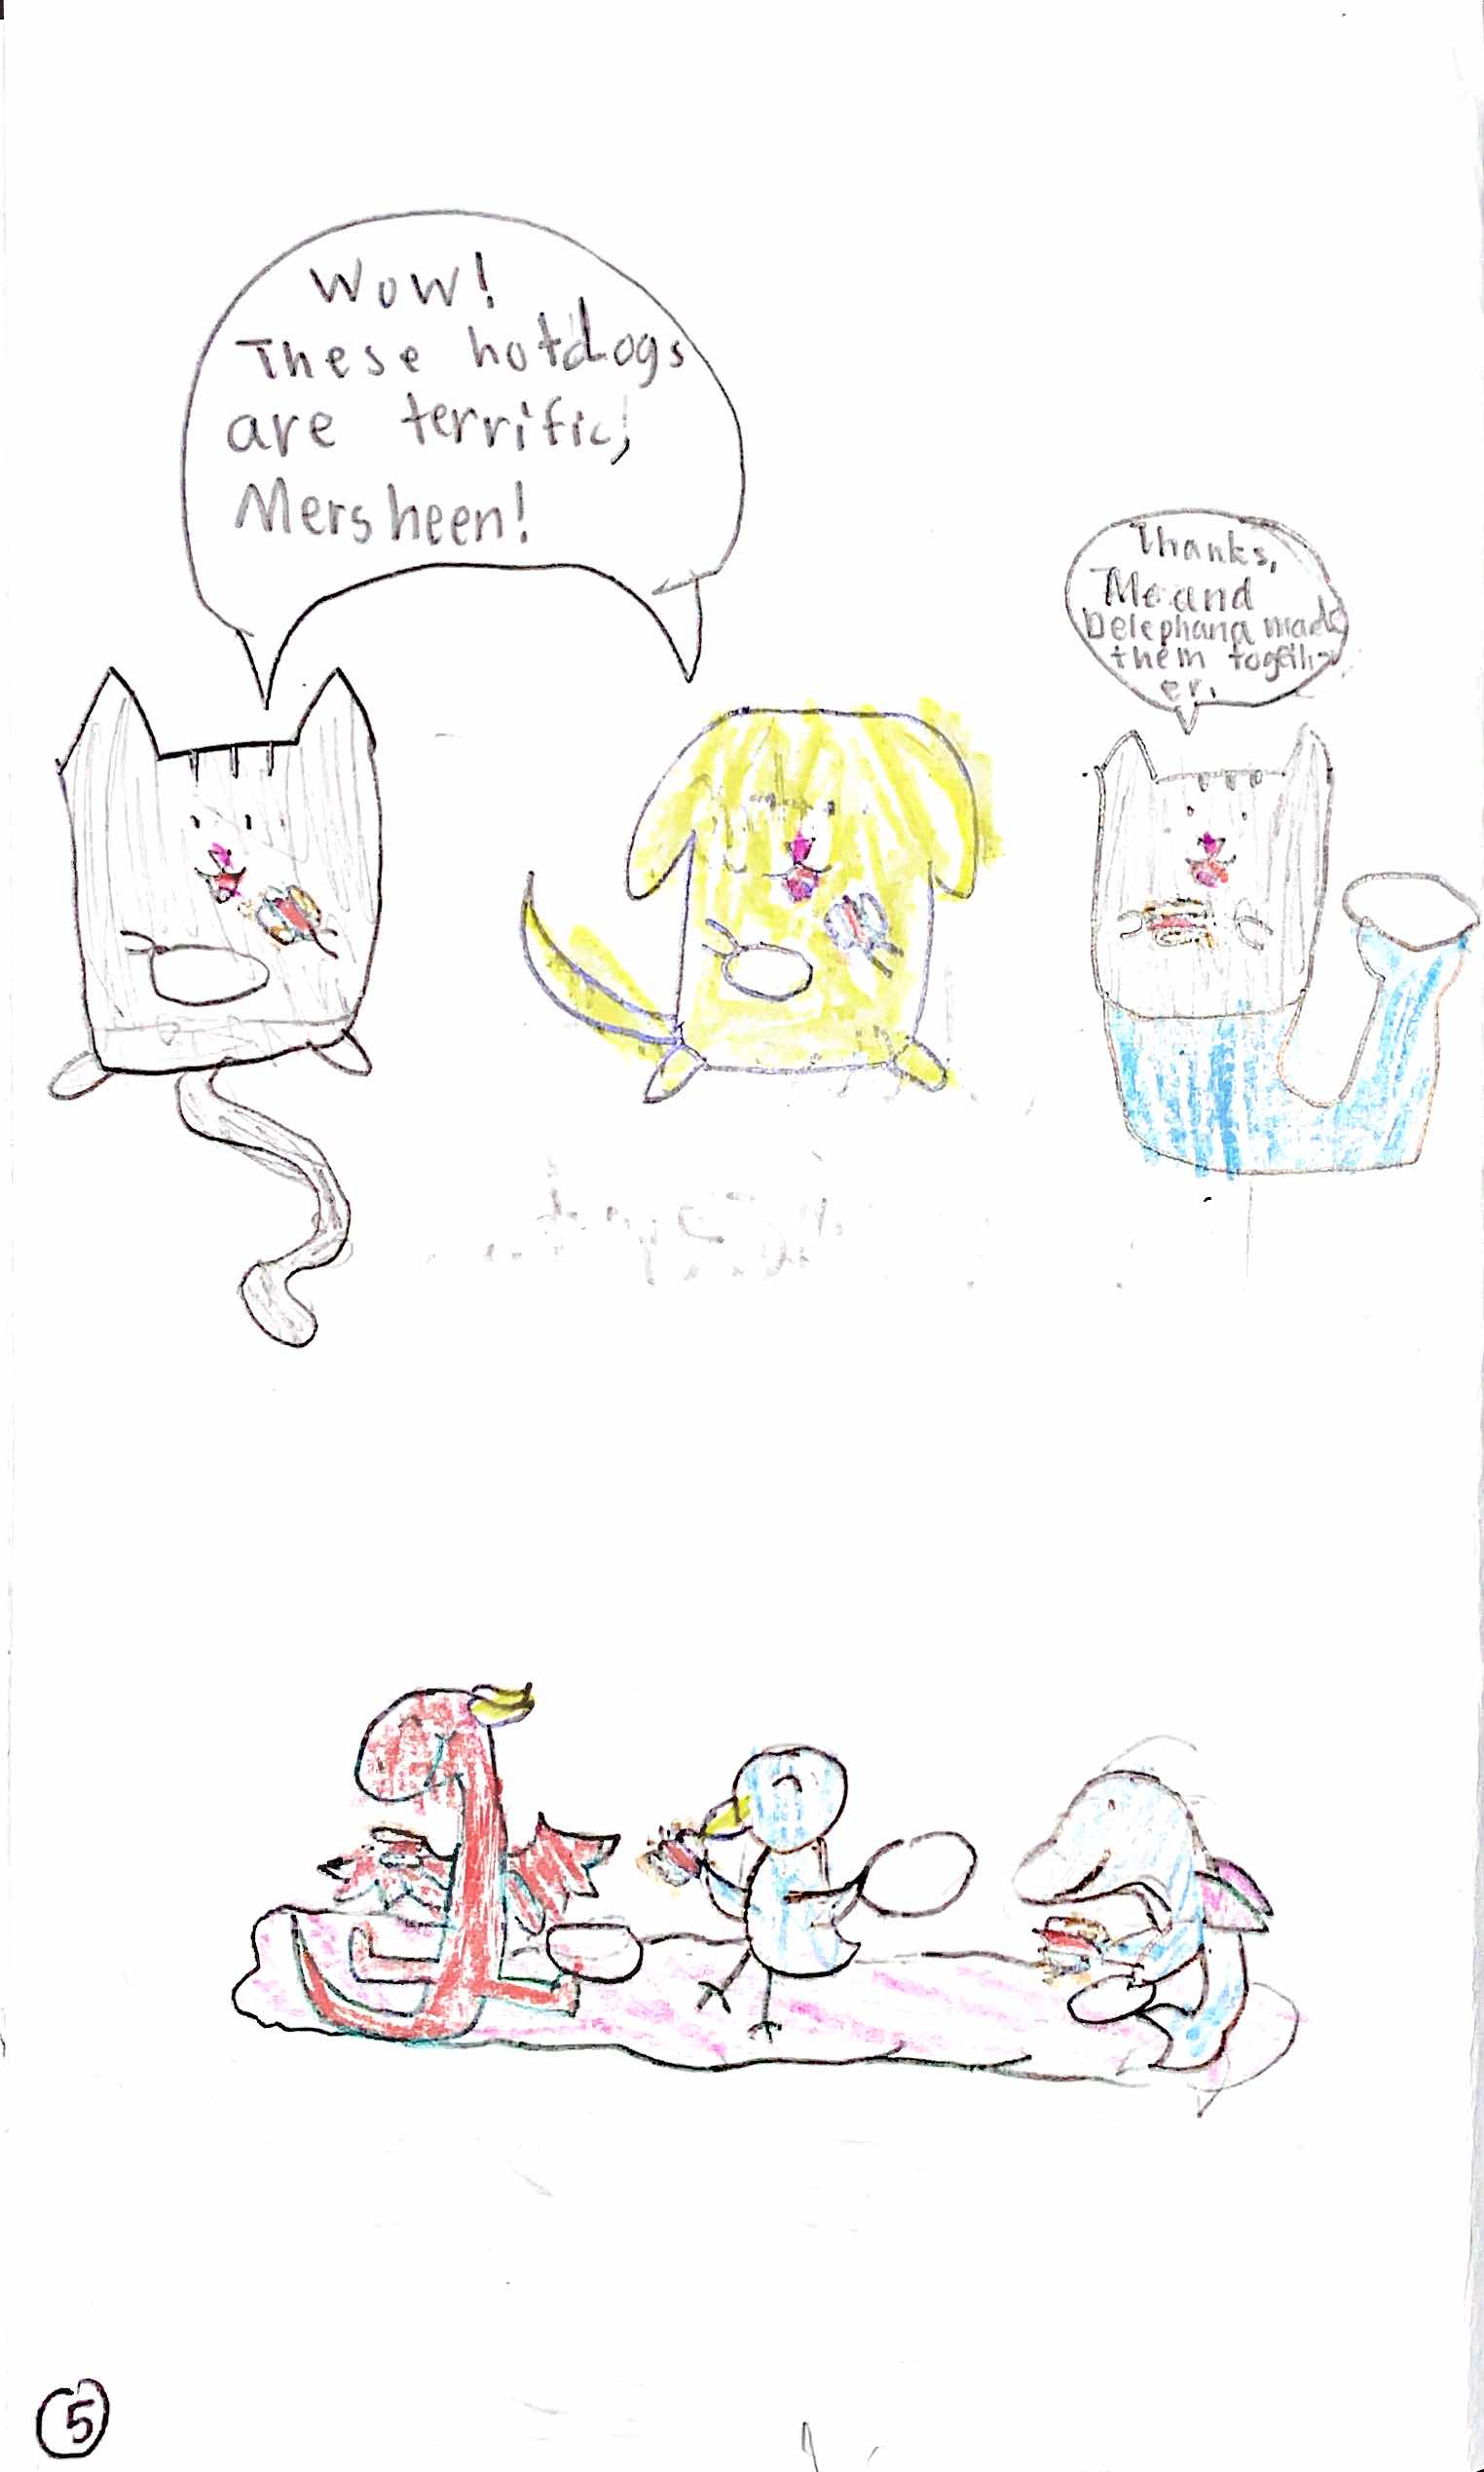 Wow!
These hotdogs
are terrific,
Mersheen!
Thanks,
Me and
Delephana made
them togeth-
er.
5